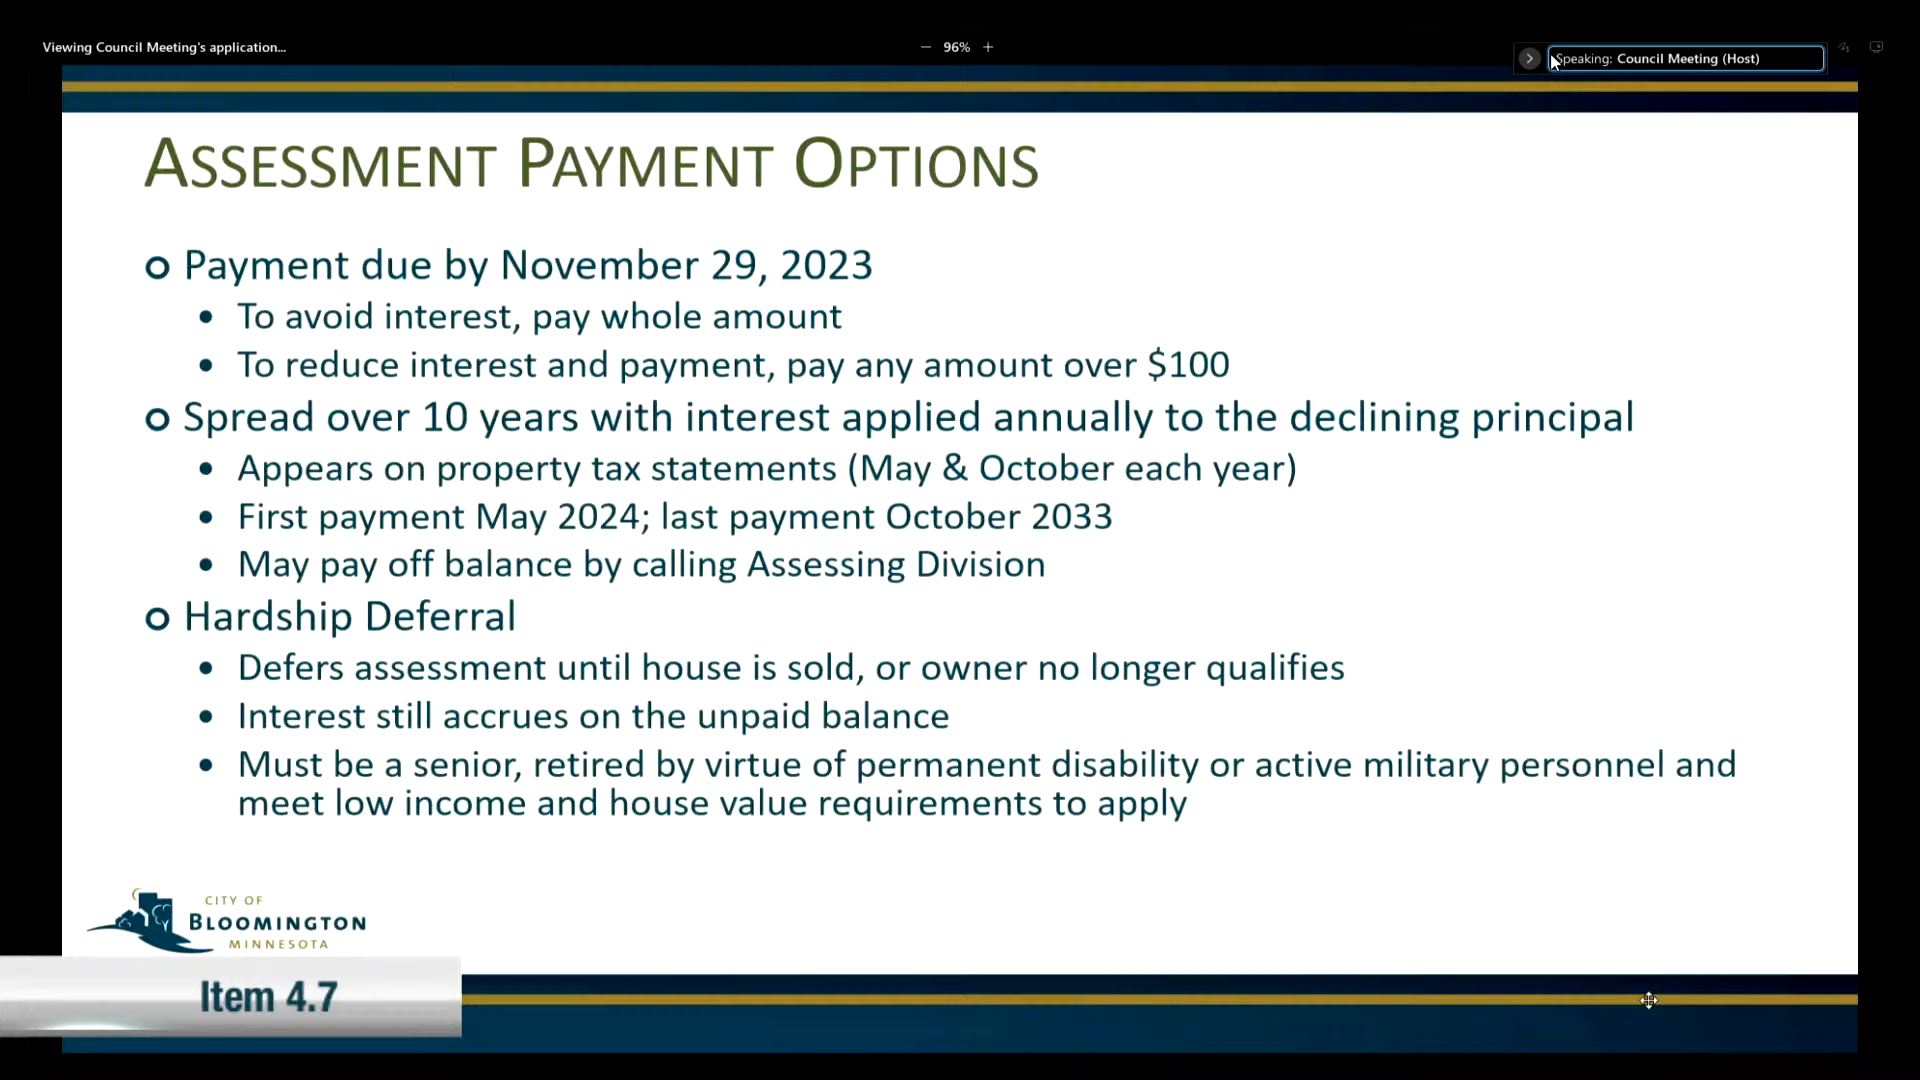 Viewing Council Meeting's application...
96%
Speaking: Council Meeting (Host)
ASSESSMENT PAYMENT OPTIONS
Payment due by November 29, 2023
To avoid interest, pay whole amount
To reduce interest and payment, pay any amount over $100
Spread over 10 years with interest applied annually to the declining principal
Appears on property tax statements (May & October each year)
First payment May 2024; last payment October 2033
May pay off balance by calling Assessing Division
Hardship Deferral
Defers assessment until house is sold, or owner no longer qualifies
Interest still accrues on the unpaid balance
Must be a senior, retired by virtue of permanent disability or active military personnel and
meet low income and house value requirements to apply
CITY OF
BLOOMINGTON
MINNESOTA
Item 4.7